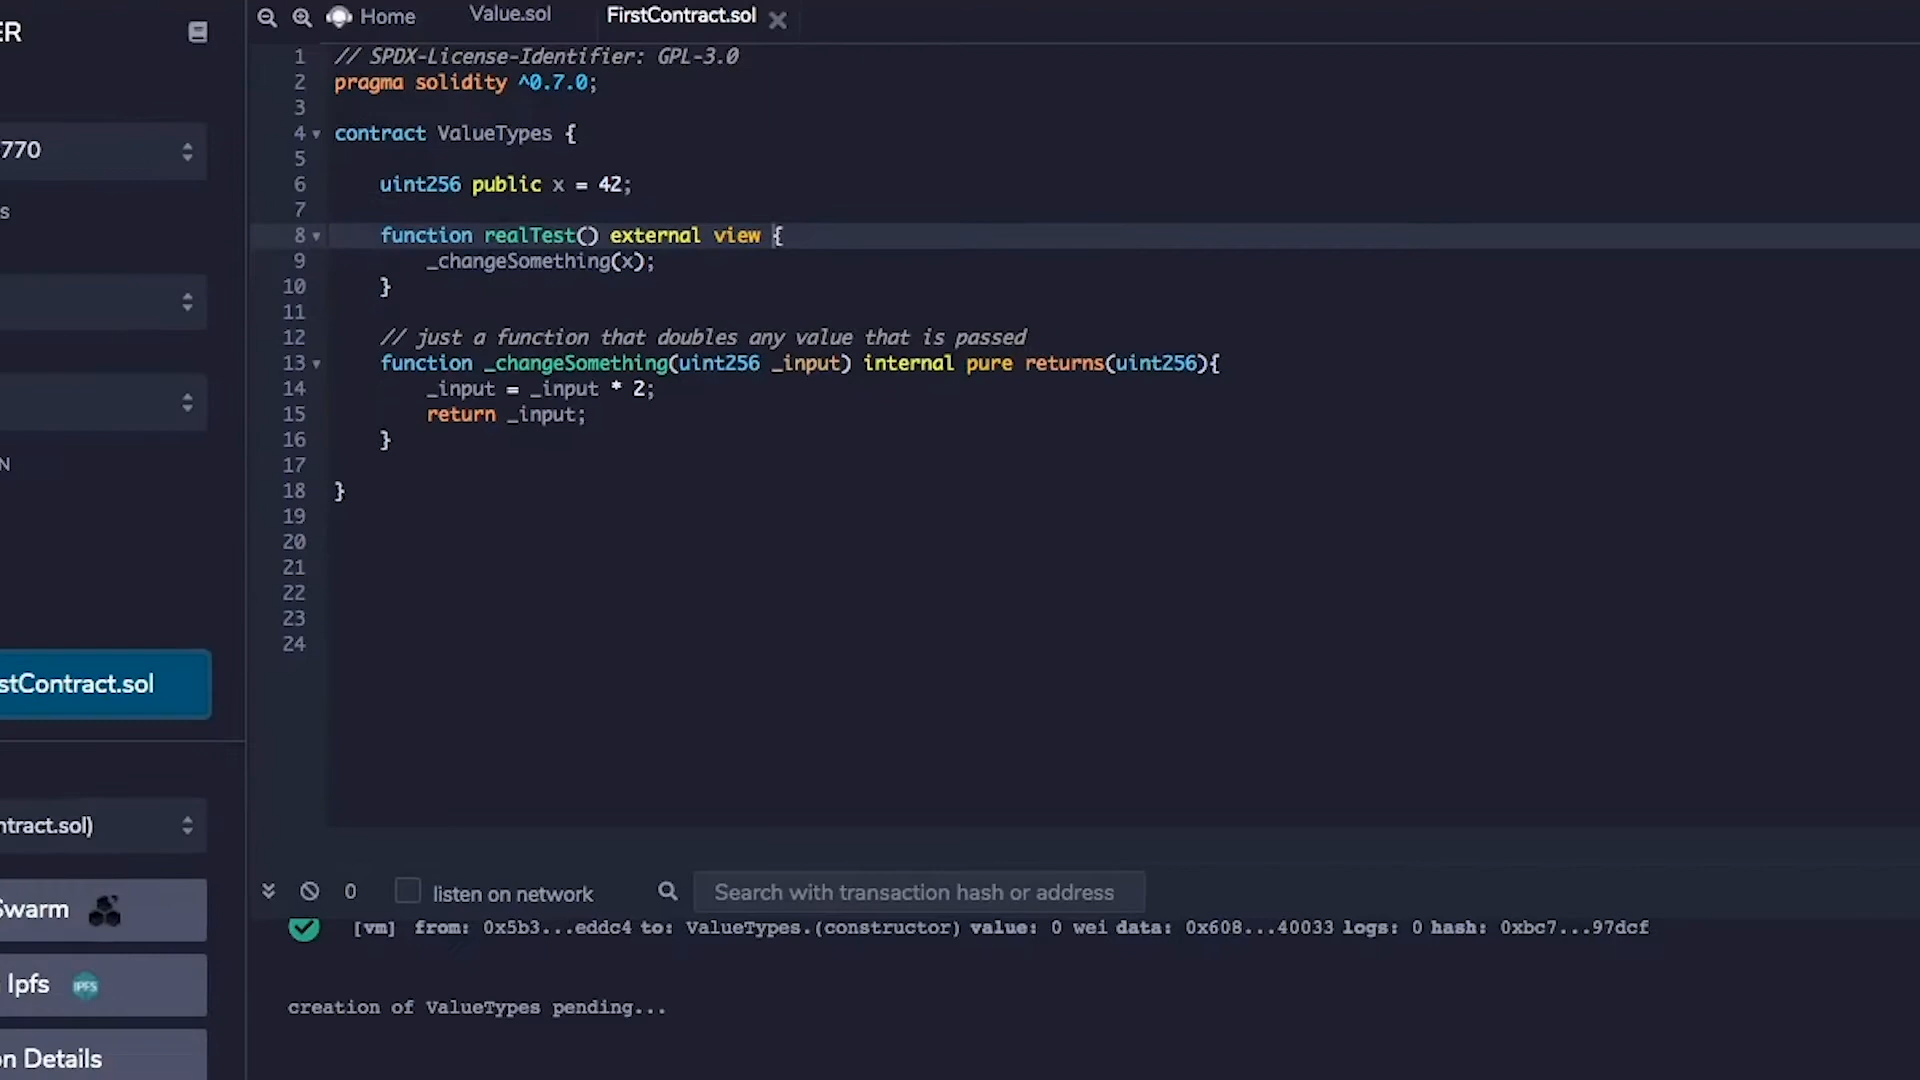 ER
Home
Value.sol
FirstContract.sol
1 // SPDX-License-Identifier: GPL-3.0
2 pragma solidity ^0.7.0;
3
4 contract ValueTypes {
5
6 uint256 public x = 42;
7
8 function realTest() external view {
9 _changeSomething(x);
10 }
11
12 // just a function that doubles any value that is passed
13 function _changeSomething(uint256 _input) internal pure returns(uint256){
14 _input = _input * 2;
15 return _input;
16 }
17
18 }
19
20
21
22
23
24
770
s
N
stContract.sol
ntract.sol)
Swarm
Ipfs
IPFS
on Details
0
listen on network
Search with transaction hash or address
[vm] from: 0x5b3...eddc4 to: ValueTypes.(constructor) value: 0 wei data: 0x608...40033 logs: 0 hash: 0xbc7...97dcf
creation of ValueTypes pending...